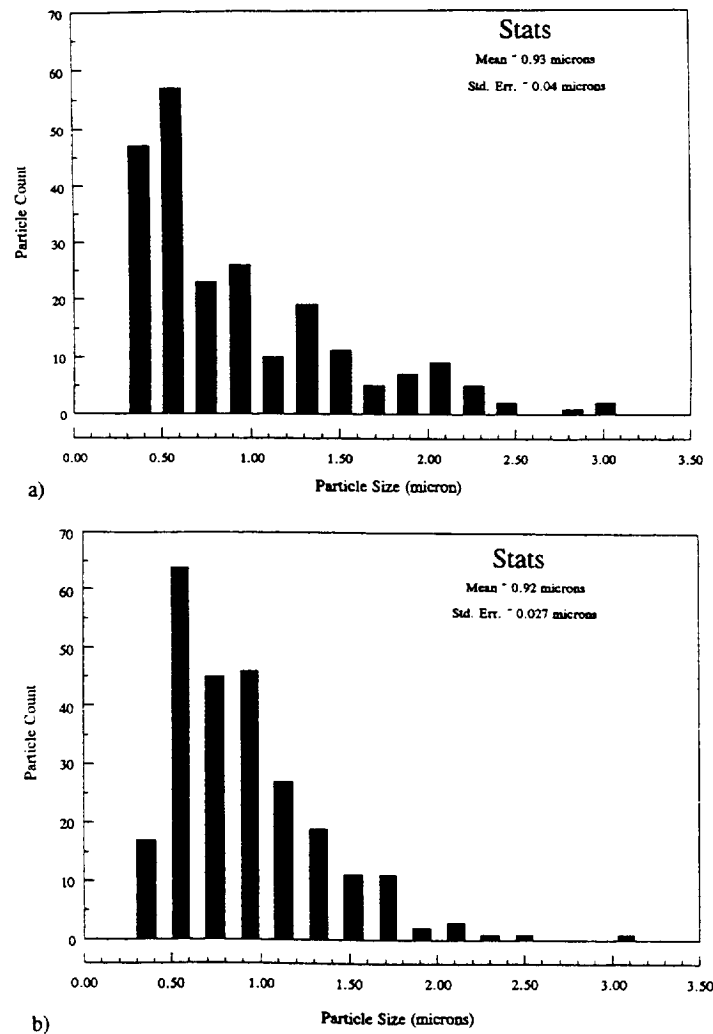 70
60
50
40
30
20
10
0
Particle Count
Stats
Mean ~ 0.93 microns
Std. Err. ~ 0.04 microns
0.00 0.50 1.00 1.50 2.00 2.50 3.00 3.50
Particle Size (micron)
a)
70
60
50
40
30
20
10
0
Particle Count
Stats
Mean ~ 0.92 microns
Std. Err. ~ 0.027 microns
0.00 0.50 1.00 1.50 2.00 2.50 3.00 3.50
Particle Size (microns)
b)